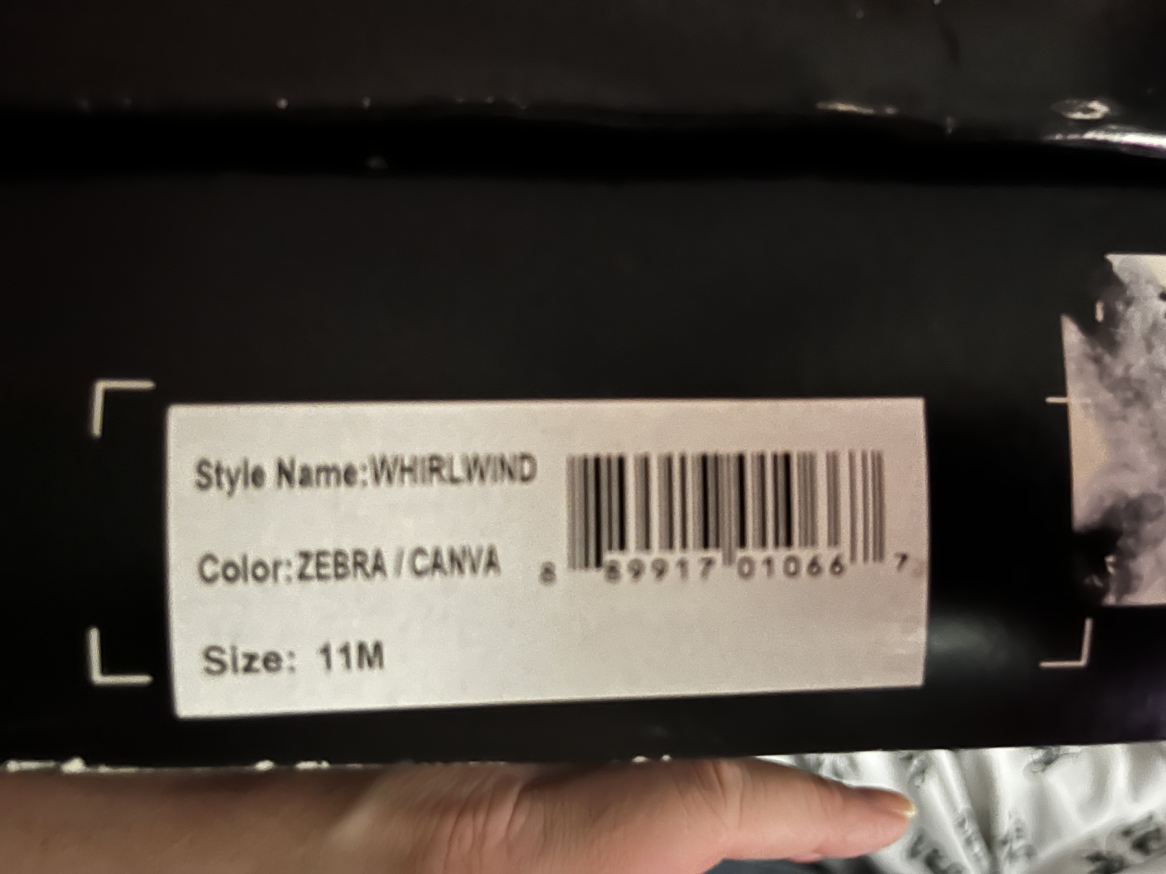 Style Name:WHIRLWIND
Color:ZEBRA / CANVA
Size: 11M
8 89917 01066 7